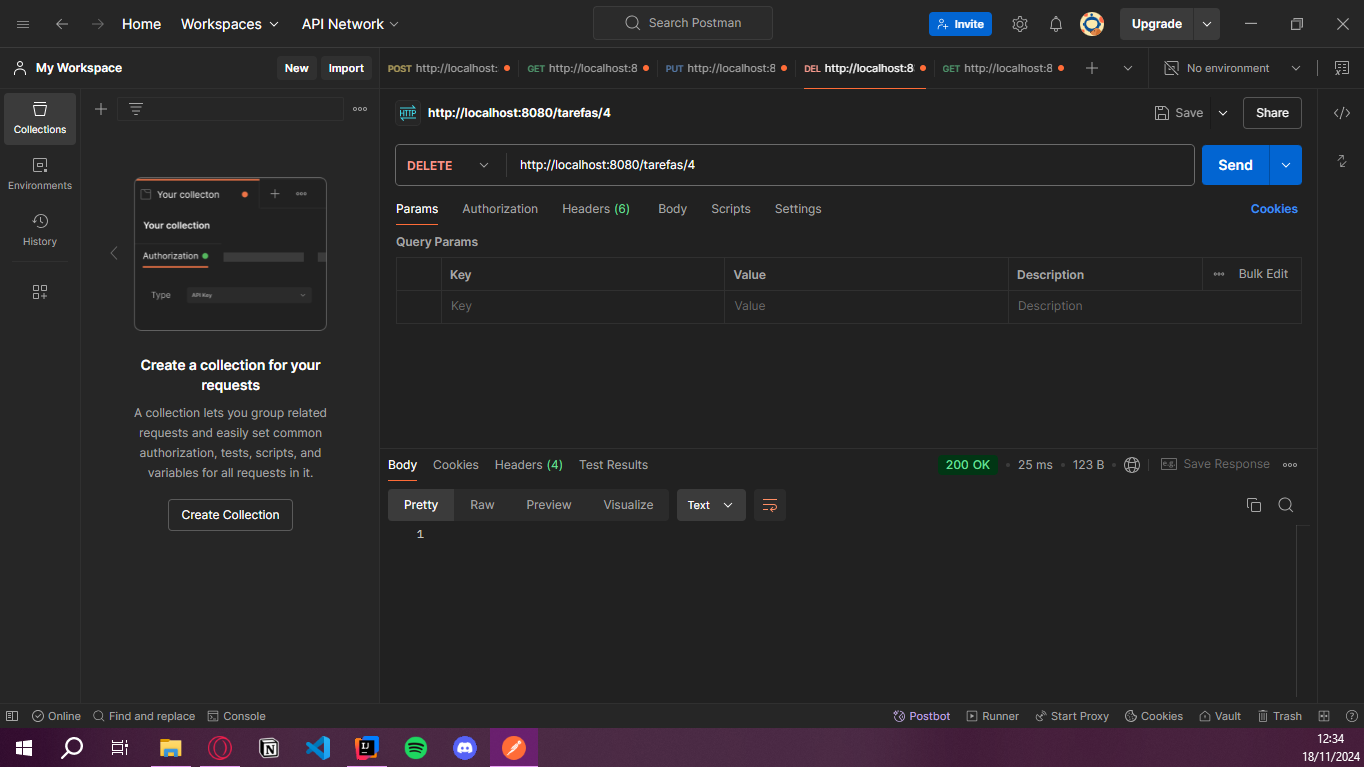 Home Workspaces API Network Search Postman Invite Upgrade
My Workspace New Import POST http://localhost: GET http://localhost:8 PUT http://localhost:8 DEL http://localhost:8 GET http://localhost:8 No environment
Collections
Environments
History
Your collecton
Your collection
Authorization
Type API Key
Create a collection for your
requests
A collection lets you group related
requests and easily set common
authorization, tests, scripts, and
variables for all requests in it.
Create Collection
HTTP http://localhost:8080/tarefas/4 Save Share
DELETE http://localhost:8080/tarefas/4 Send
Params Authorization Headers (6) Body Scripts Settings Cookies
Query Params
Key Value Description Bulk Edit
Key Value Description
Body Cookies Headers (4) Test Results 200 OK 25 ms 123 B e.g. Save Response
Pretty Raw Preview Visualize Text
1
Online Find and replace Console Postbot Runner Start Proxy Cookies Vault Trash
12:34
18/11/2024